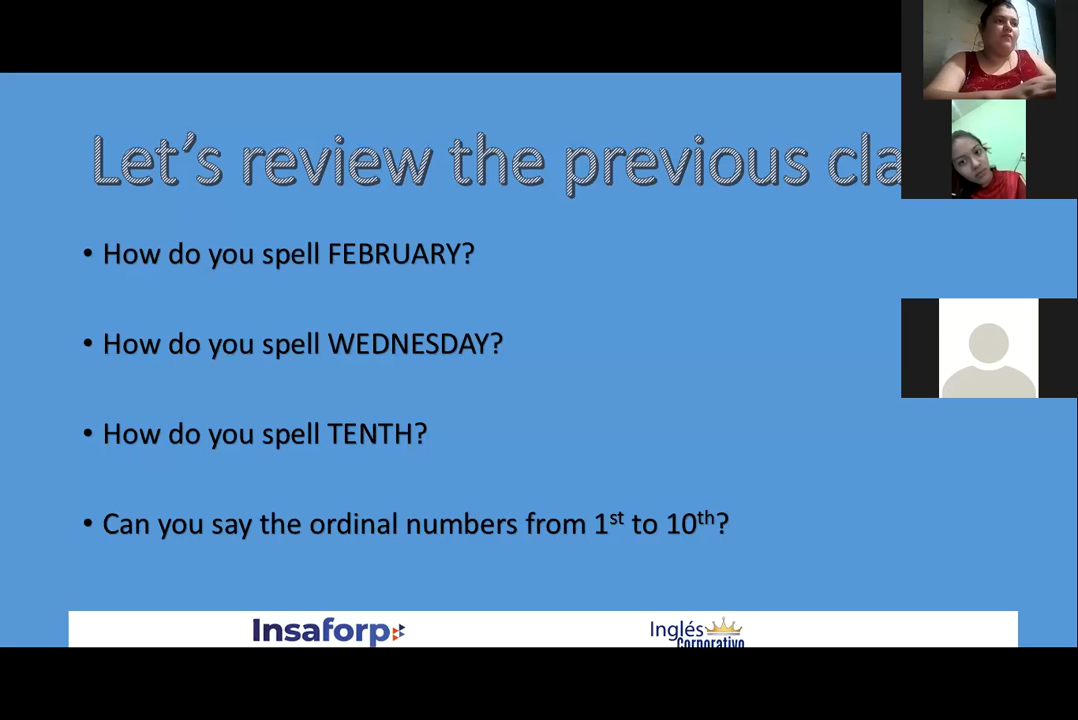 Let's review the previous cla
• How do you spell FEBRUARY?
• How do you spell WEDNESDAY?
• How do you spell TENTH?
• Can you say the ordinal numbers from 1st to 10th?
Insaforp
Inglés
Corporativo